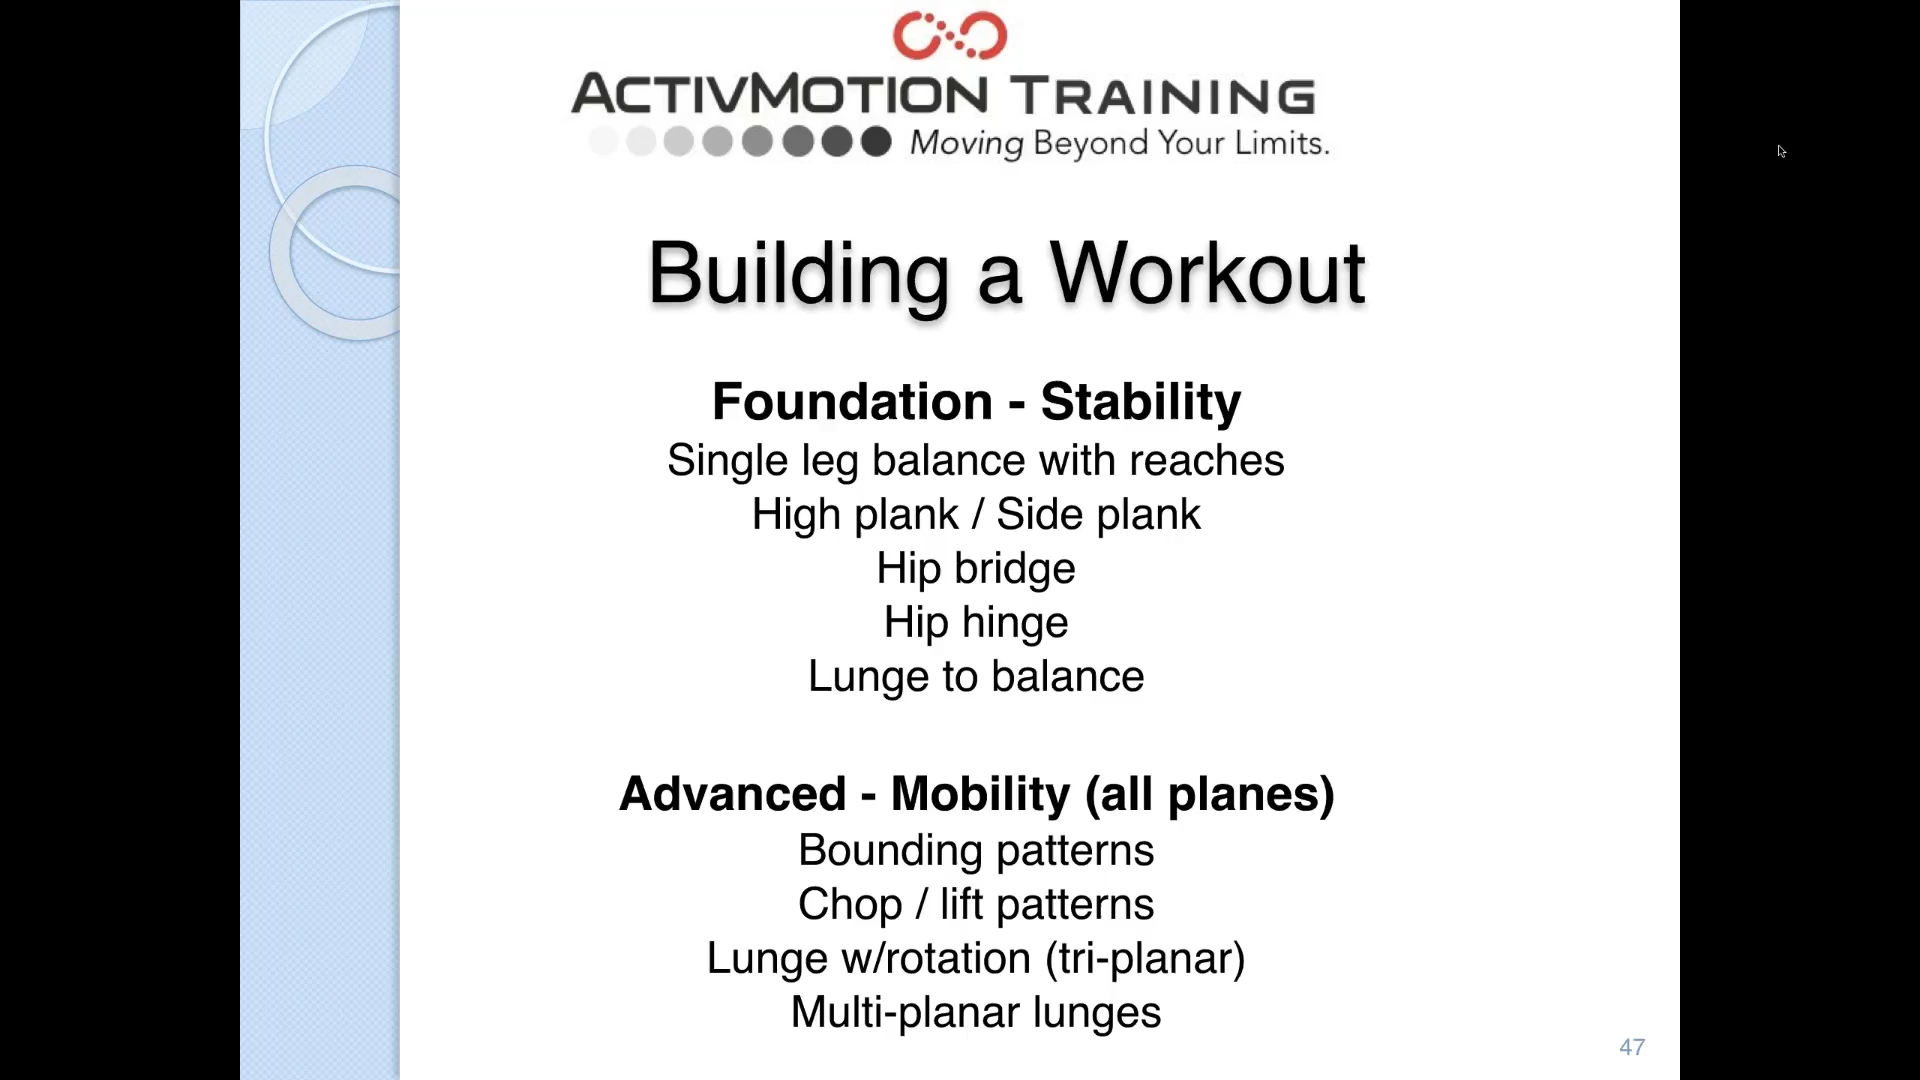 ACTIVMOTION TRAINING
Moving Beyond Your Limits.
Building a Workout
Foundation - Stability
Single leg balance with reaches
High plank / Side plank
Hip bridge
Hip hinge
Lunge to balance
Advanced - Mobility (all planes)
Bounding patterns
Chop / lift patterns
Lunge w/rotation (tri-planar)
Multi-planar lunges
47